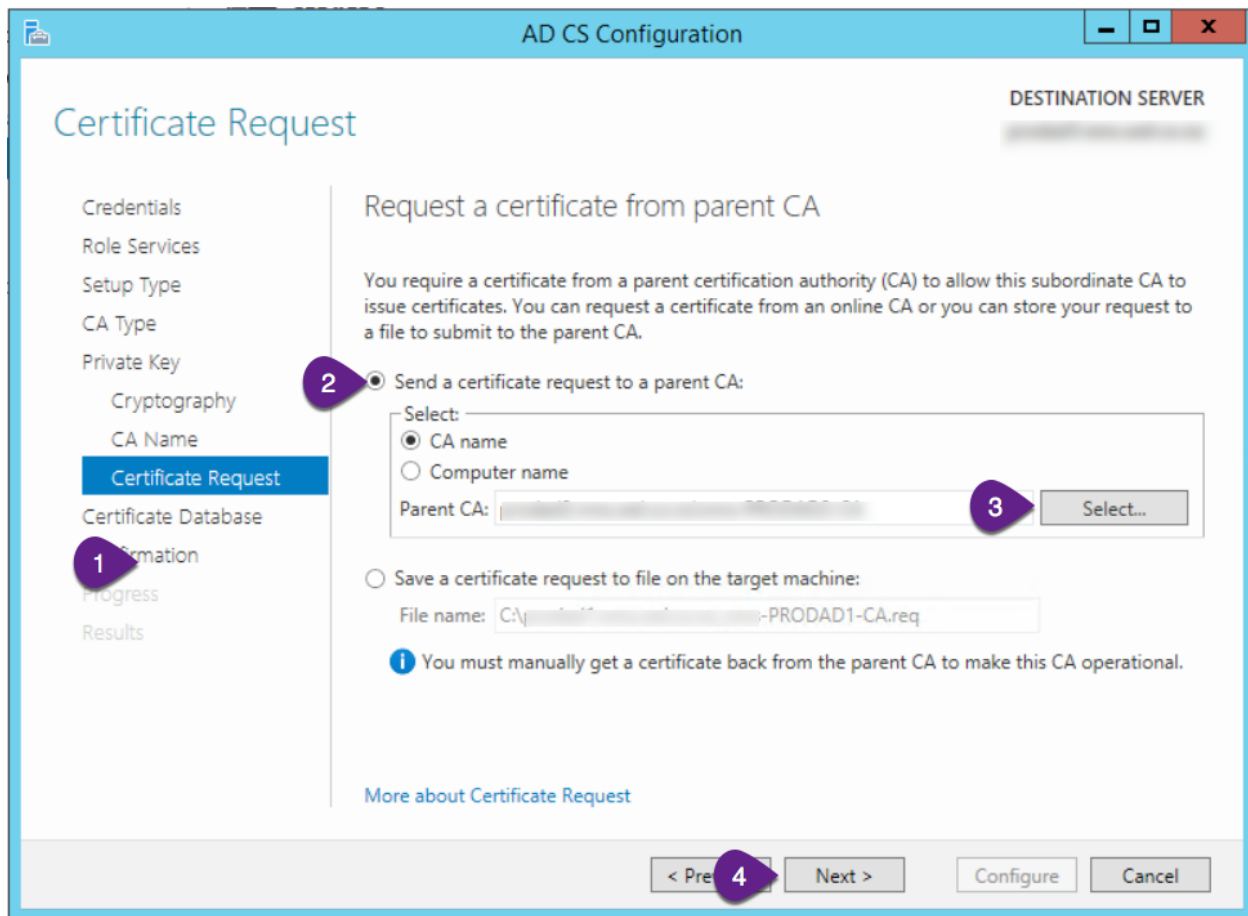 AD CS Configuration
Certificate Request
DESTINATION SERVER
Credentials
Role Services
Setup Type
CA Type
Private Key
Cryptography
CA Name
Certificate Request
Certificate Database
1
firmation
Progress
Results
Request a certificate from parent CA
You require a certificate from a parent certification authority (CA) to allow this subordinate CA to
issue certificates. You can request a certificate from an online CA or you can store your request to
a file to submit to the parent CA.
2
Send a certificate request to a parent CA:
Select:
CA name
Computer name
Parent CA:
3
Select...
Save a certificate request to file on the target machine:
File name: C:\ -PRODAD1-CA.req
You must manually get a certificate back from the parent CA to make this CA operational.
More about Certificate Request
< Pre
4
Next >
Configure
Cancel